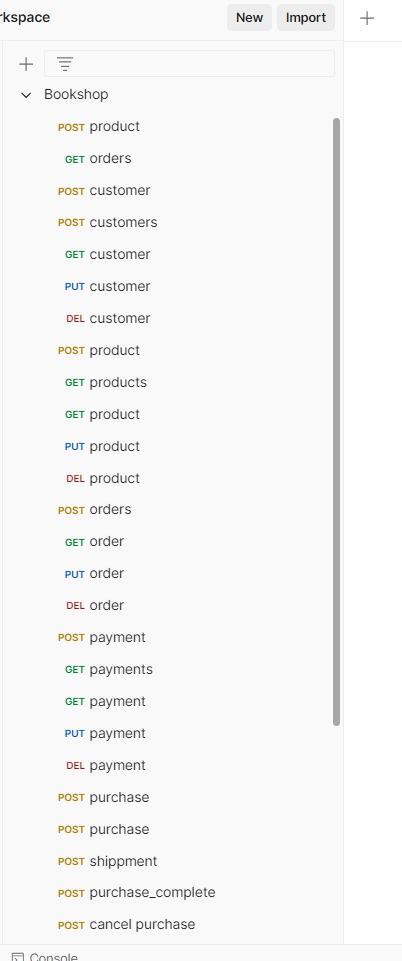 rkspace New Import
Bookshop
POST product
GET orders
POST customer
POST customers
GET customer
PUT customer
DEL customer
POST product
GET products
GET product
PUT product
DEL product
POST orders
GET order
PUT order
DEL order
POST payment
GET payments
GET payment
PUT payment
DEL payment
POST purchase
POST purchase
POST shippment
POST purchase_complete
POST cancel purchase
Console